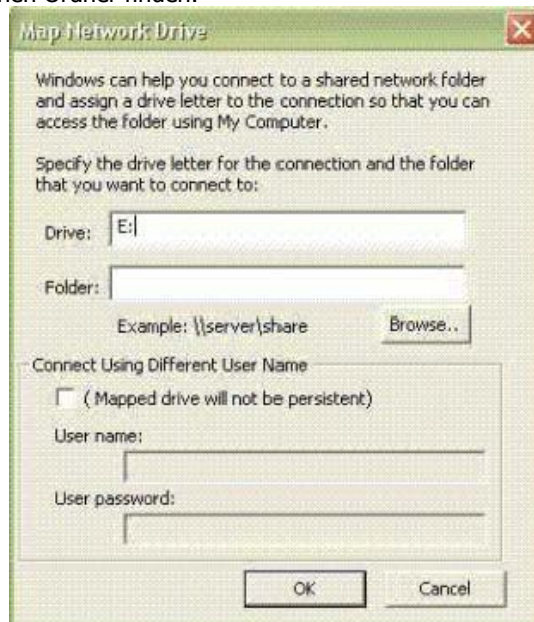 finden.
Map Network Drive
Windows can help you connect to a shared network folder
and assign a drive letter to the connection so that you can
access the folder using My Computer.
Specify the drive letter for the connection and the folder
that you want to connect to:
Drive: E:
Folder:
Example: \\server\share Browse..
Connect Using Different User Name
( Mapped drive will not be persistent)
User name:
User password:
OK Cancel